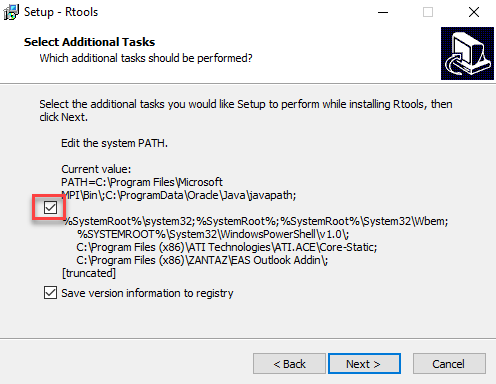 Setup - Rtools
Select Additional Tasks
Which additional tasks should be performed?
Select the additional tasks you would like Setup to perform while installing Rtools, then
click Next.
Edit the system PATH.
Current value:
PATH=C:\Program Files\Microsoft
MPI\Bin\;C:\ProgramData\Oracle\Java\javapath;
%SystemRoot%\system32;%SystemRoot%;%SystemRoot%\System32\Wbem;
%SYSTEMROOT%\System32\WindowsPowerShell\v1.0\;
C:\Program Files (x86)\ATI Technologies\ATI.ACE\Core-Static;
C:\Program Files (x86)\ZANTAZ\EAS Outlook Addin\;
[truncated]
Save version information to registry
< Back
Next >
Cancel